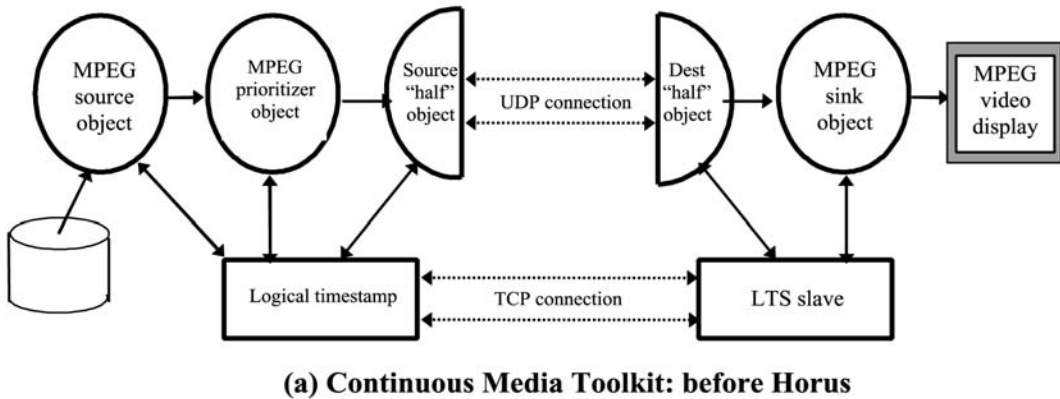 MPEG
source
object
MPEG
prioritizer
object
Source
“half”
object
UDP connection
Dest
“half”
object
MPEG
sink
object
MPEG
video
display
Logical timestamp
TCP connection
LTS slave
(a) Continuous Media Toolkit: before Horus